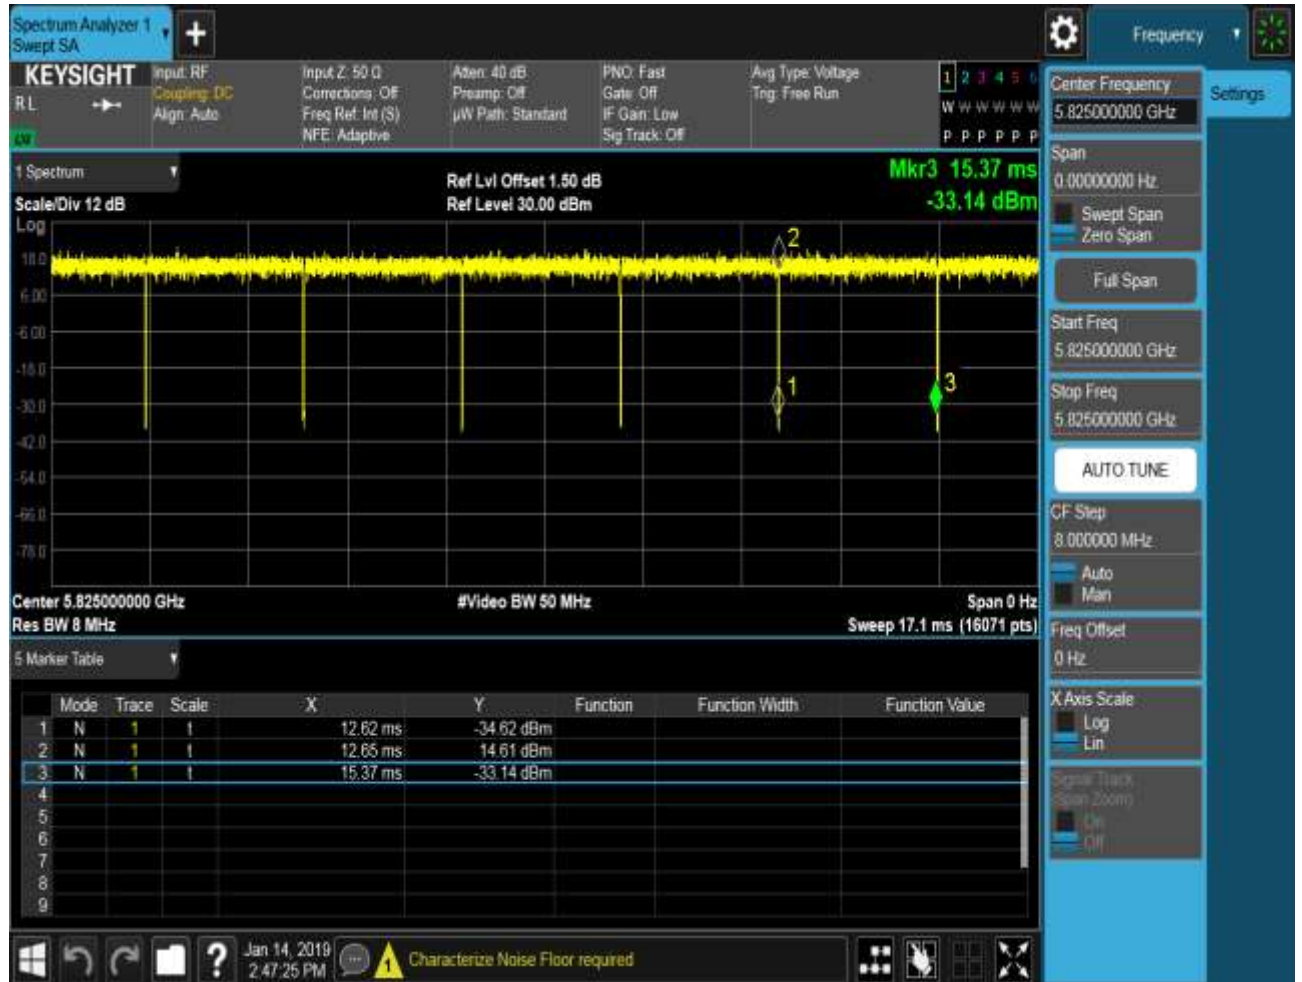 Spectrum Analyzer 1
Swept SA
Frequency
KEYSIGHT
R L
Input: RF
Coupling: DC
Align: Auto
Input Z: 50 Ω
Corrections: Off
Freq Ref: Int (S)
NFE: Adaptive
Atten: 40 dB
Preamp: Off
µW Path: Standard
PNO: Fast
Gate: Off
IF Gain: Low
Sig Track: Off
Avg Type: Voltage
Trig: Free Run
1 2 3 4 5 6
W W W W W W
P P P P P P
1 Spectrum
Scale/Div 12 dB
Ref Lvl Offset 1.50 dB
Ref Level 30.00 dBm
Mkr3 15.37 ms
-33.14 dBm
Log
18.0
6.00
-6.00
-18.0
-30.0
-42.0
-54.0
-66.0
-78.0
2
1
3
Center 5.825000000 GHz
Res BW 8 MHz
#Video BW 50 MHz
Span 0 Hz
Sweep 17.1 ms (16071 pts)
5 Marker Table
Mode Trace Scale X Y Function Function Width Function Value
1 N 1 t 12.62 ms -34.62 dBm
2 N 1 t 12.65 ms 14.61 dBm
3 N 1 t 15.37 ms -33.14 dBm
4
5
6
7
8
9
Jan 14, 2019
2:47:25 PM
? 
1
Characterize Noise Floor required
Settings
Center Frequency
5.825000000 GHz
Span
0.00000000 Hz
Swept Span
Zero Span
Full Span
Start Freq
5.825000000 GHz
Stop Freq
5.825000000 GHz
AUTO TUNE
CF Step
8.000000 MHz
Auto
Man
Freq Offset
0 Hz
X Axis Scale
Log
Lin
Signal Track
(Span Zoom)
On
Off